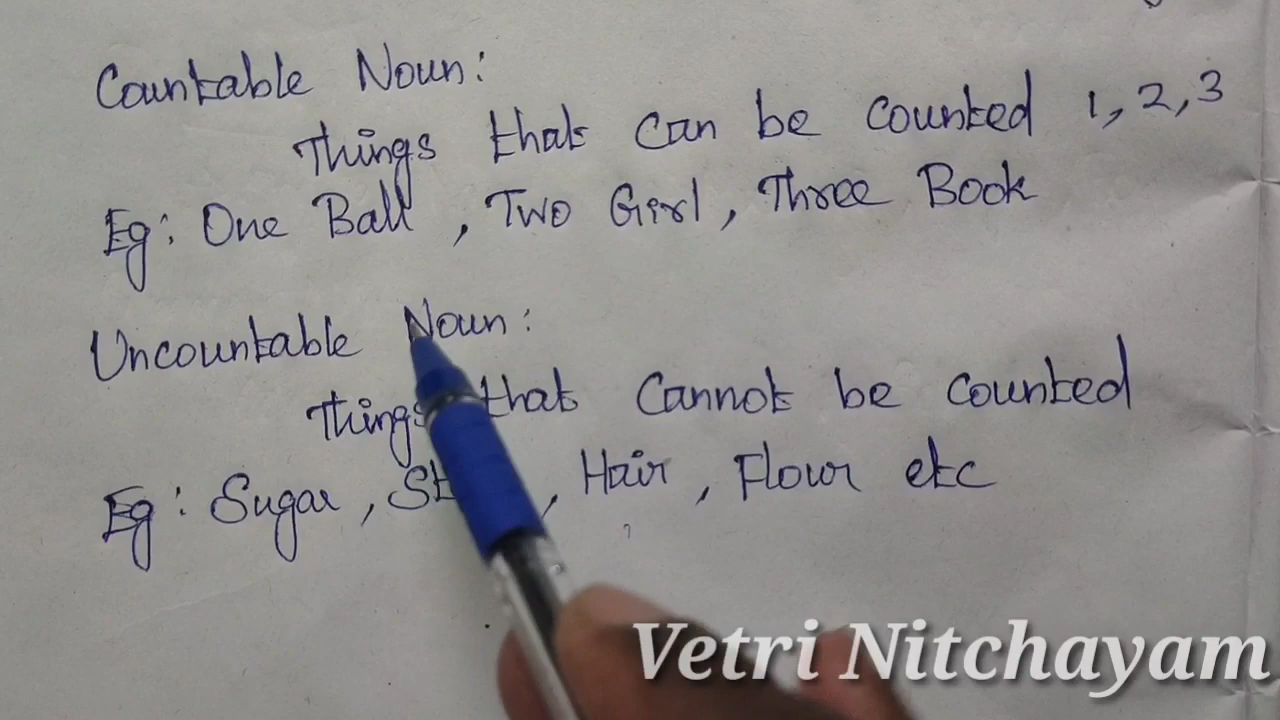 Countable Noun:
Things that can be counted 1, 2, 3
Eg: One Ball, Two Girl, Three Book
Uncountable Noun:
Things that cannot be counted
Eg: Sugar, , Hair, Flour etc
Vetri Nitchayam